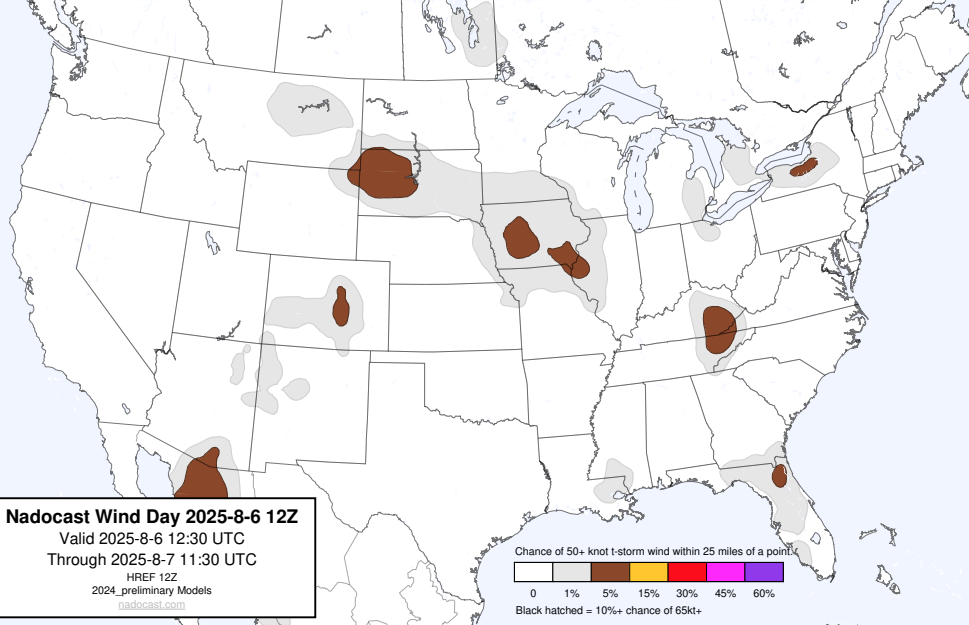 Nadocast Wind Day 2025-8-6 12Z
Valid 2025-8-6 12:30 UTC
Through 2025-8-7 11:30 UTC
HREF 12Z
2024_preliminary Models
nadocast.com
Chance of 50+ knot t-storm wind within 25 miles of a point.
0 1% 5% 15% 30% 45% 60%
Black hatched = 10%+ chance of 65kt+